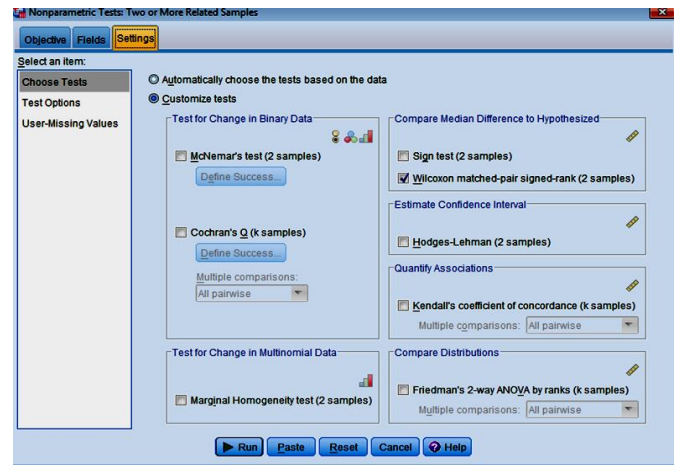 Nonparametric Tests: Two or More Related Samples
Objective Fields Settings
Select an item:
Choose Tests
Test Options
User-Missing Values
Automatically choose the tests based on the data
Customize tests
Test for Change in Binary Data
McNemar's test (2 samples)
Define Success...
Cochran's Q (k samples)
Define Success...
Multiple comparisons:
All pairwise
Test for Change in Multinomial Data
Marginal Homogeneity test (2 samples)
Compare Median Difference to Hypothesized
Sign test (2 samples)
Wilcoxon matched-pair signed-rank (2 samples)
Estimate Confidence Interval
Hodges-Lehman (2 samples)
Quantify Associations
Kendall's coefficient of concordance (k samples)
Multiple comparisons: All pairwise
Compare Distributions
Friedman's 2-way ANOVA by ranks (k samples)
Multiple comparisons: All pairwise
Run Paste Reset Cancel Help